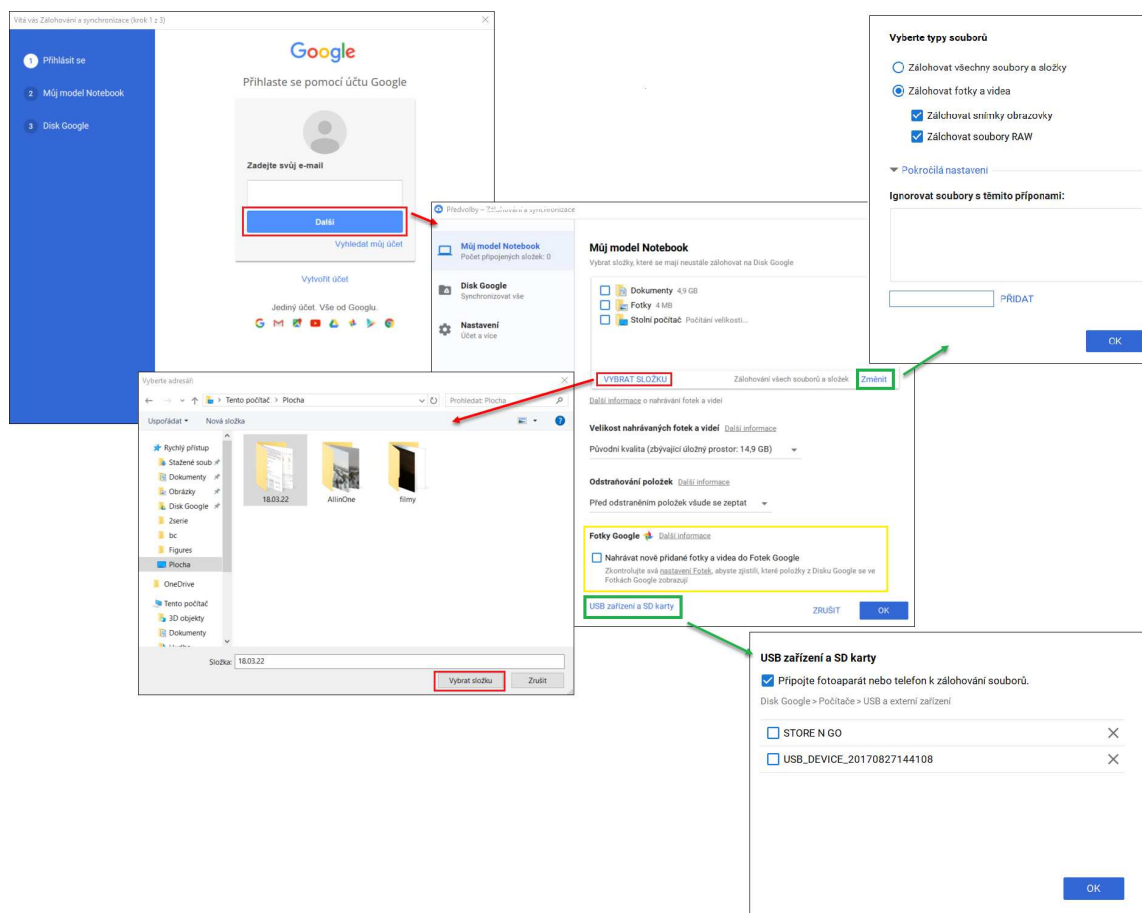 Vítá vás Zálohování a synchronizace (krok 1 z 3)
1 Přihlásit se
2 Můj model Notebook
3 Disk Google
Google
Přihlaste se pomocí účtu Google
Zadejte svůj e-mail
Další
Vyhledat můj účet
Vytvořit účet
Jediný účet. Vše od Googlu.
Předvolby – Zálohování a synchronizace
Můj model Notebook
Počet připojených složek: 0
Disk Google
Synchronizovat vše
Nastavení
Účet a více
Můj model Notebook
Vybrat složky, které se mají neustále zálohovat na Disk Google
Dokumenty 4,9 GB
Fotky 4 MB
Stolní počítač Počítání velikosti...
VYBRAT SLOŽKU
Zálohování všech souborů a složek Změnit
Další informace o nahrávání fotek a videí
Velikost nahrávaných fotek a videí Další informace
Původní kvalita (zbývající úložný prostor: 14,9 GB)
Odstraňování položek Další informace
Před odstraněním položek všude se zeptat
Fotky Google Další informace
Nahrávat nově přidané fotky a videa do Fotek Google
Zkontrolujte svá nastavení Fotek, abyste zjistili, které položky z Disku Google se ve
Fotkách Google zobrazují
USB zařízení a SD karty
ZRUŠIT
OK
Vyberte typy souborů
Zálohovat všechny soubory a složky
Zálohovat fotky a videa
Zálohovat snímky obrazovky
Zálohovat soubory RAW
Pokročilá nastavení
Ignorovat soubory s těmito příponami:
PŘIDAT
OK
Vyberte adresář:
Tento počítač > Plocha
Prohledat: Plocha
Uspořádat
Nová složka
Rychlý přístup
Stažené soub
Dokumenty
Obrázky
Disk Google
2serie
bc
Figures
Plocha
OneDrive
Tento počítač
3D objekty
Dokumenty
18.03.22
AllinOne
filmy
Složka: 18.03.22
Vybrat složku
Zrušit
USB zařízení a SD karty
Připojte fotoaparát nebo telefon k zálohování souborů.
Disk Google > Počítače > USB a externí zařízení
STORE N GO
USB_DEVICE_20170827144108
OK